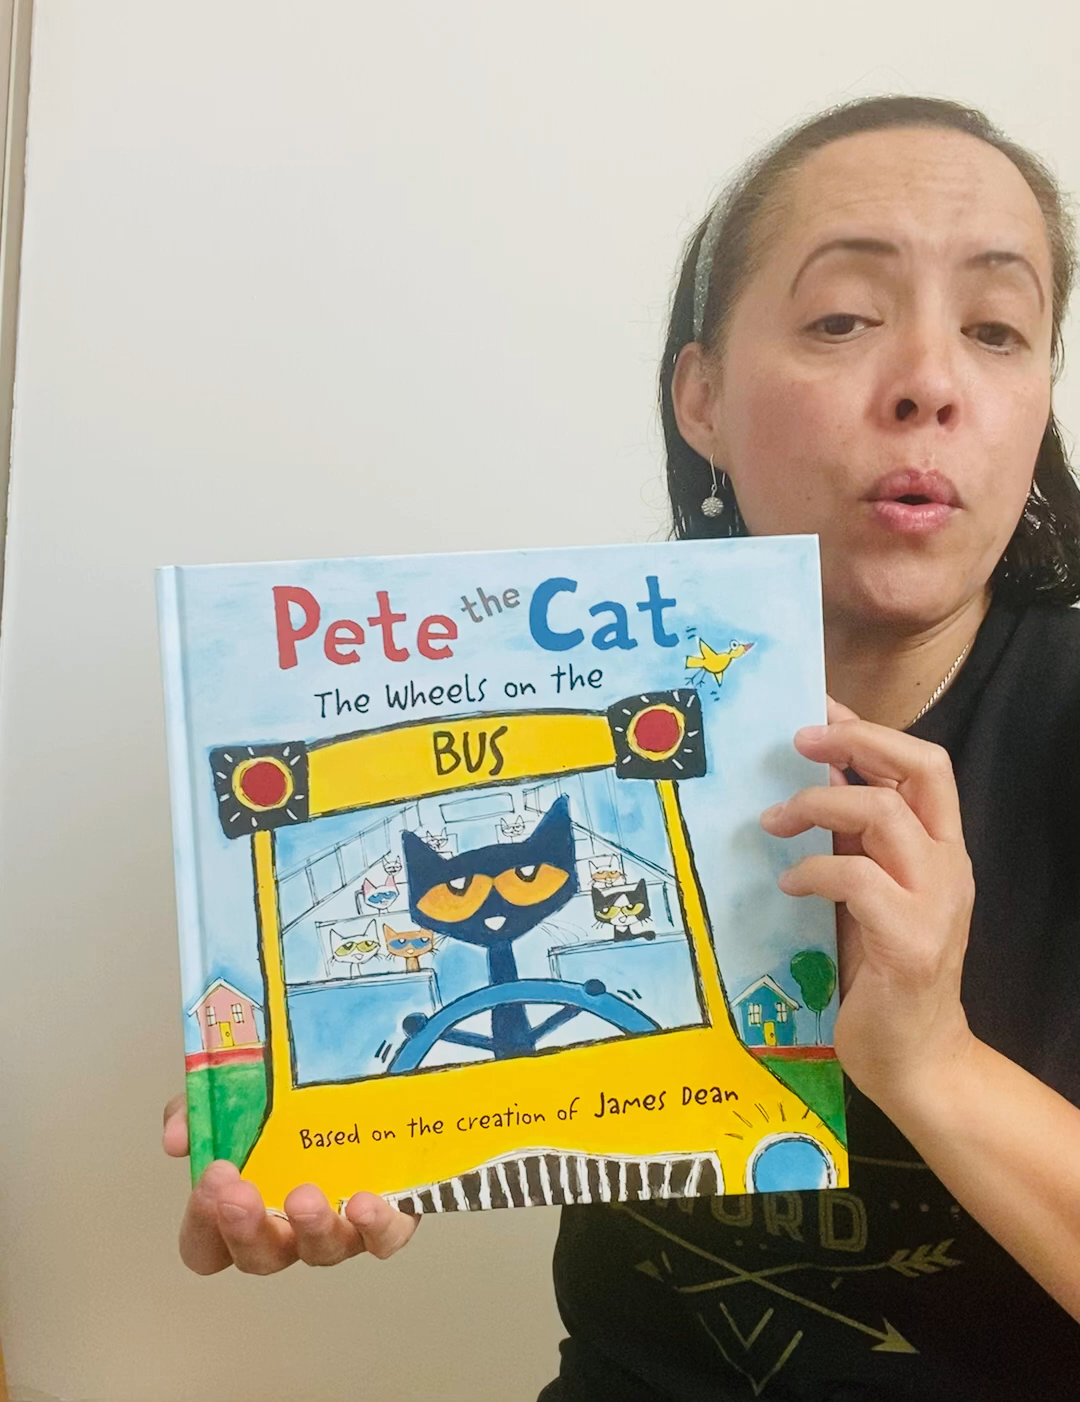 Pete the Cat
The Wheels on the
BUS
Based on the creation of James Dean